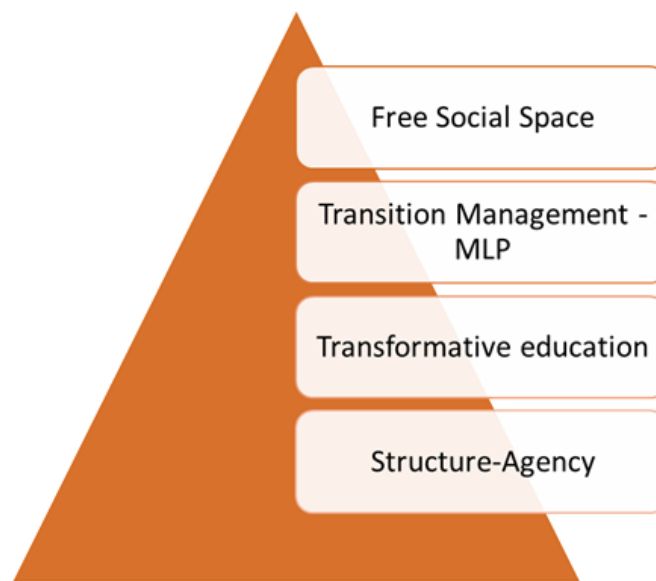 Free Social Space
Transition Management -
MLP
Transformative education
Structure-Agency